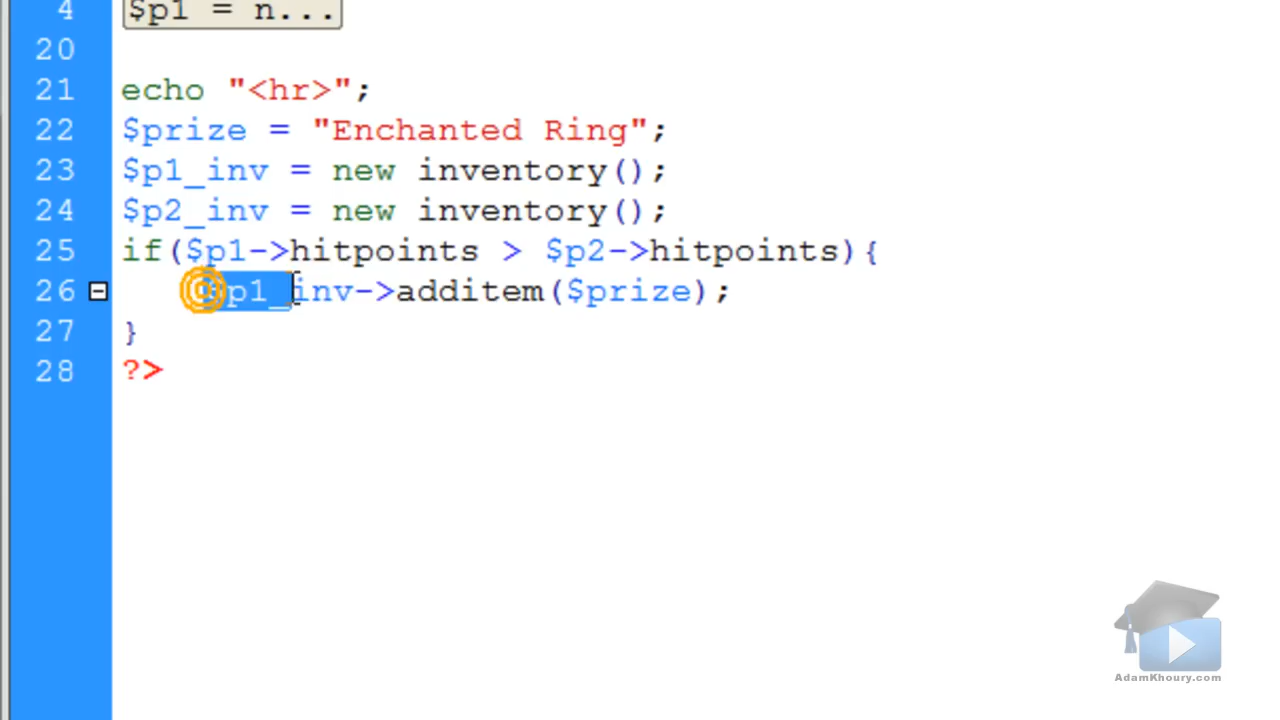 4 $p1 = n...
20
21 echo "<hr>";
22 $prize = "Enchanted Ring";
23 $p1_inv = new inventory();
24 $p2_inv = new inventory();
25 if($p1->hitpoints > $p2->hitpoints){
26 $p1_inv->additem($prize);
27 }
28 ?>
AdamKhoury.com